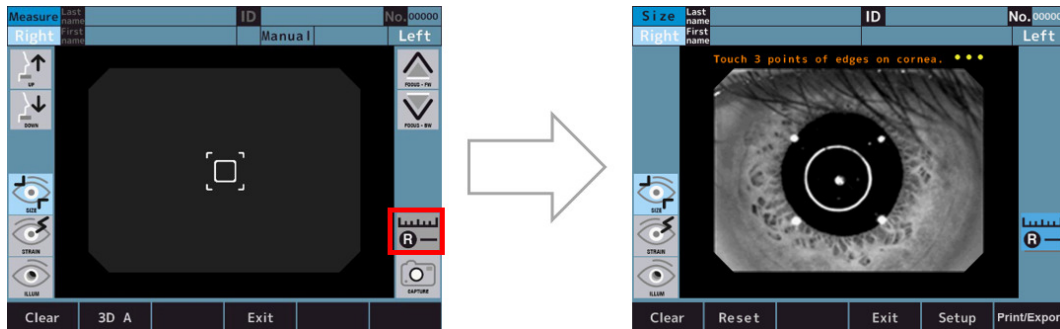 Measure Last name ID No. 00000
Right First name Manual Left
UP
DOWN
SIZE
STRAIN
ILLUM
FOCUS - FW
FOCUS - BW
R
CAPTURE
Clear 3D A Exit
Size Last name ID No. 00000
Right First name Left
Touch 3 points of edges on cornea.
SIZE
STRAIN
ILLUM
R
Clear Reset Exit Setup Print/Expor